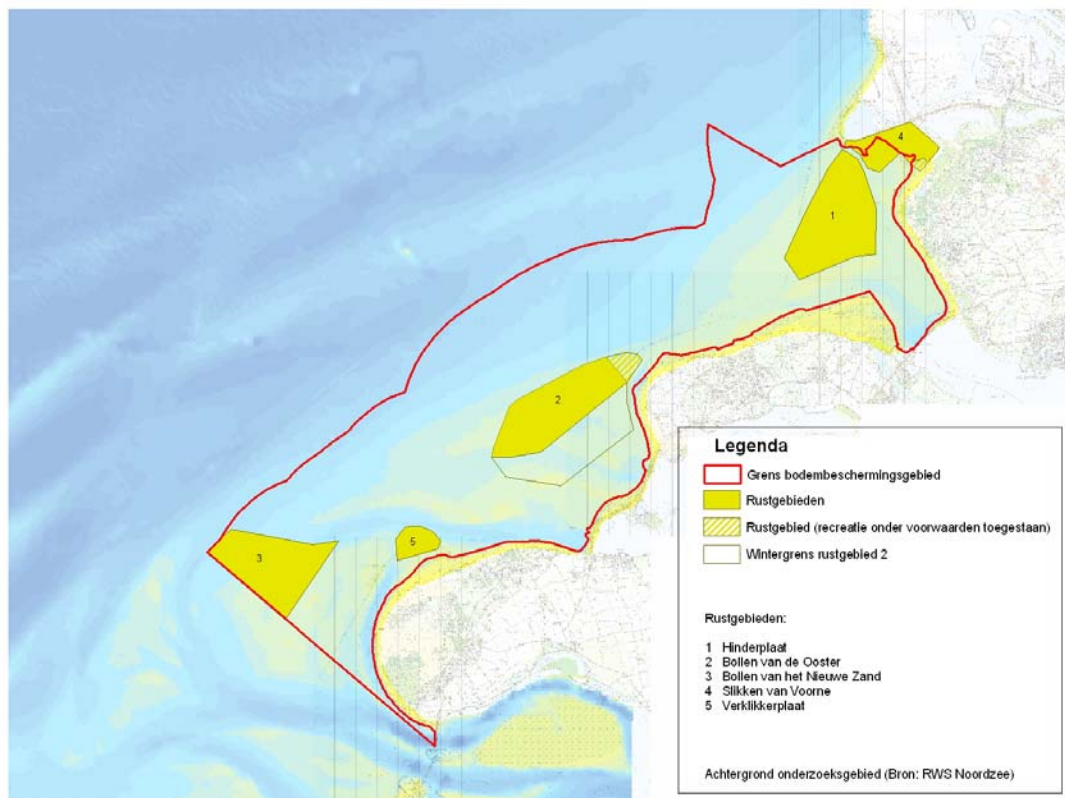 4
1
2
3
5
Legenda
Grens bodembeschermingsgebied
Rustgebieden
Rustgebied (recreatie onder voorwaarden toegestaan)
Wintergrens rustgebied 2
Rustgebieden:
1 Hinderplaat
2 Bollen van de Ooster
3 Bollen van het Nieuwe Zand
4 Slikken van Voorne
5 Verklikkerplaat
Achtergrond onderzoeksgebied (Bron: RWS Noordzee)